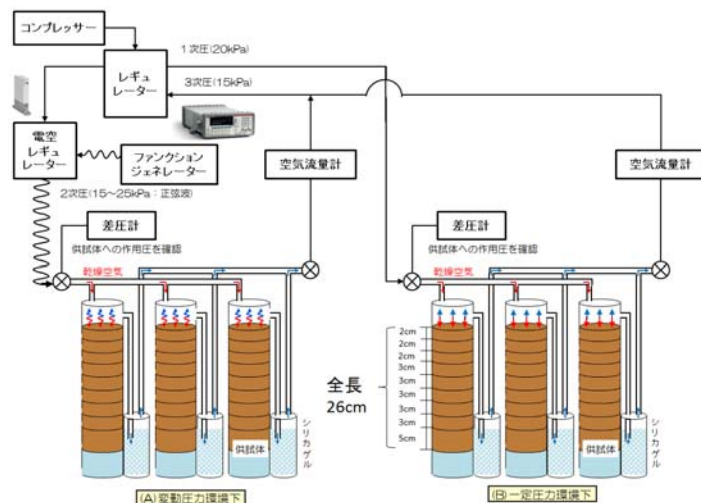 コンプレッサー
レギュ
レーター
1次圧(20kPa)
3次圧(15kPa)
電空
レギュ
レーター
ファンクション
ジェネレーター
空気流量計
空気流量計
2次圧(15～25kPa：正弦波)
差圧計
供試体への作用圧を確認
差圧計
供試体への作用圧を確認
乾燥空気
乾燥空気
2cm
2cm
2cm
3cm
3cm
3cm
3cm
3cm
5cm
全長
26cm
供試体
シリカゲル
供試体
シリカゲル
(A)変動圧力環境下
(B)一定圧力環境下